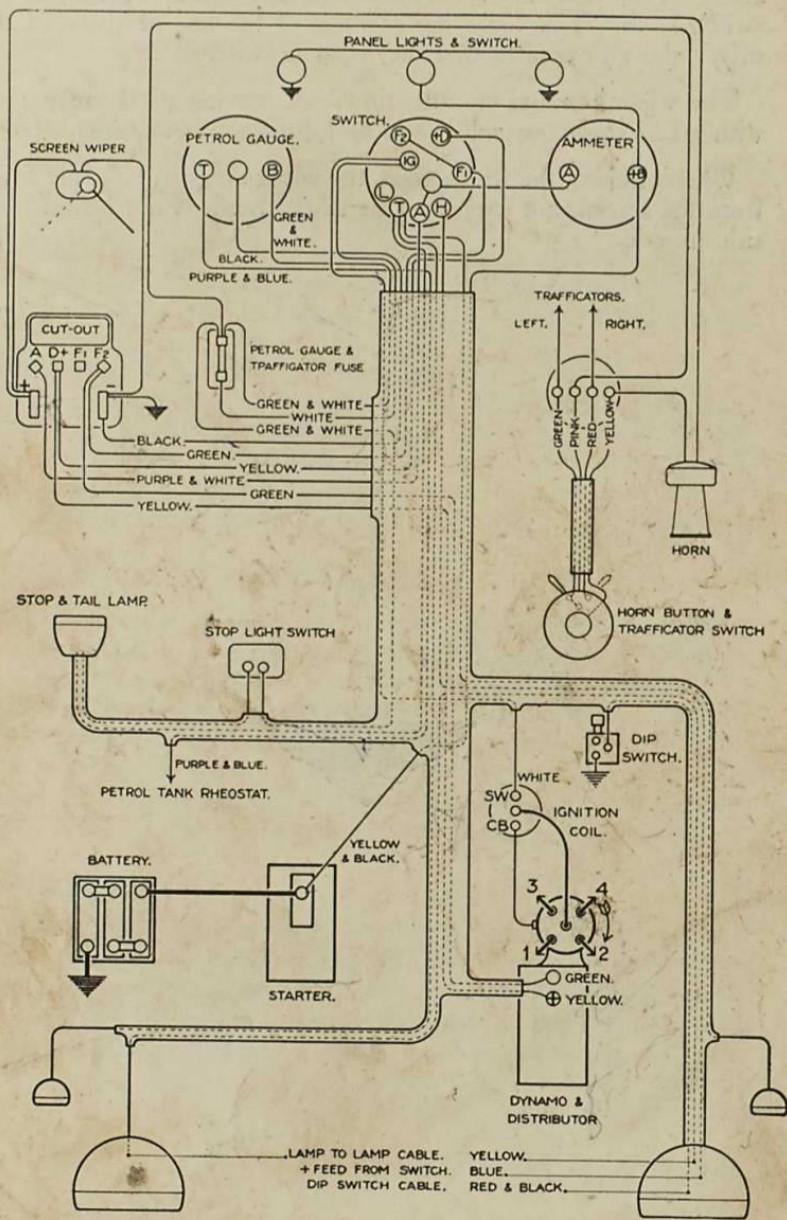 PANEL LIGHTS & SWITCH.
SWITCH.
PETROL GAUGE.
AMMETER
SCREEN WIPER
F2
+D
IG
F1
T
B
A
+B
L
T
A
H
GREEN
&
WHITE.
BLACK.
PURPLE & BLUE.
TRAFFICATORS.
LEFT.
RIGHT.
CUT-OUT
A D+ F1 F2
+
-
PETROL GAUGE &
TPAFFIGATOR FUSE
GREEN & WHITE
WHITE
GREEN & WHITE
BLACK.
GREEN.
YELLOW.
PURPLE & WHITE
GREEN
YELLOW.
GREEN
PINK
RED
YELLOW
HORN
HORN BUTTON &
TRAFFICATOR SWITCH
STOP & TAIL LAMP.
STOP LIGHT SWITCH
PURPLE & BLUE.
PETROL TANK RHEOSTAT.
DIP
SWITCH.
WHITE
SW
CB
IGNITION
COIL.
YELLOW
& BLACK.
BATTERY.
STARTER.
3
4
1
2
GREEN.
YELLOW.
DYNAMO &
DISTRIBUTOR
LAMP TO LAMP CABLE. YELLOW.
+ FEED FROM SWITCH. BLUE.
DIP SWITCH CABLE. RED & BLACK.